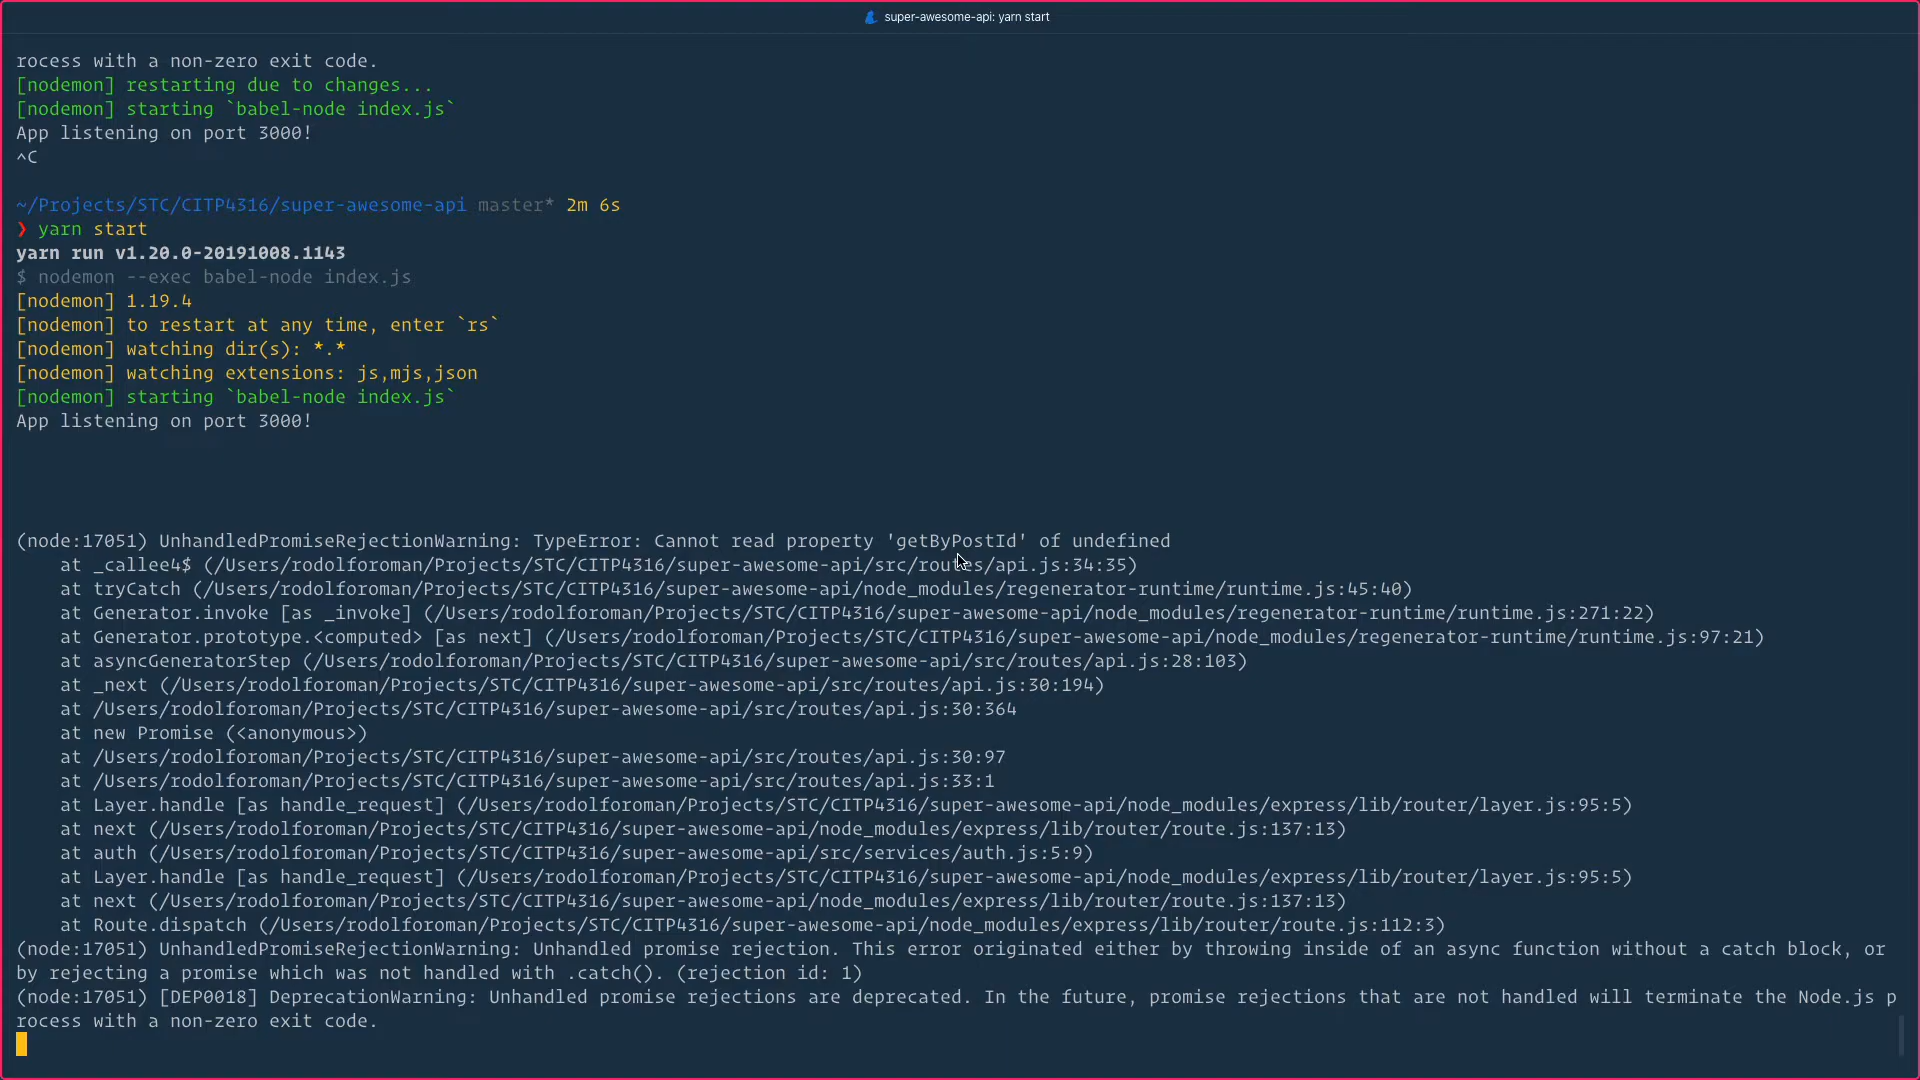 super-awesome-api: yarn start
rocess with a non-zero exit code.
[nodemon] restarting due to changes...
[nodemon] starting `babel-node index.js`
App listening on port 3000!
^C
~/Projects/STC/CITP4316/super-awesome-api master* 2m 6s
❯ yarn start
yarn run v1.20.0-20191008.1143
$ nodemon --exec babel-node index.js
[nodemon] 1.19.4
[nodemon] to restart at any time, enter `rs`
[nodemon] watching dir(s): *.*
[nodemon] watching extensions: js,mjs,json
[nodemon] starting `babel-node index.js`
App listening on port 3000!
(node:17051) UnhandledPromiseRejectionWarning: TypeError: Cannot read property 'getByPostId' of undefined
    at _callee4$ (/Users/rodolforoman/Projects/STC/CITP4316/super-awesome-api/src/routes/api.js:34:35)
    at tryCatch (/Users/rodolforoman/Projects/STC/CITP4316/super-awesome-api/node_modules/regenerator-runtime/runtime.js:45:40)
    at Generator.invoke [as _invoke] (/Users/rodolforoman/Projects/STC/CITP4316/super-awesome-api/node_modules/regenerator-runtime/runtime.js:271:22)
    at Generator.prototype.<computed> [as next] (/Users/rodolforoman/Projects/STC/CITP4316/super-awesome-api/node_modules/regenerator-runtime/runtime.js:97:21)
    at asyncGeneratorStep (/Users/rodolforoman/Projects/STC/CITP4316/super-awesome-api/src/routes/api.js:28:103)
    at _next (/Users/rodolforoman/Projects/STC/CITP4316/super-awesome-api/src/routes/api.js:30:194)
    at /Users/rodolforoman/Projects/STC/CITP4316/super-awesome-api/src/routes/api.js:30:364
    at new Promise (<anonymous>)
    at /Users/rodolforoman/Projects/STC/CITP4316/super-awesome-api/src/routes/api.js:30:97
    at /Users/rodolforoman/Projects/STC/CITP4316/super-awesome-api/src/routes/api.js:33:1
    at Layer.handle [as handle_request] (/Users/rodolforoman/Projects/STC/CITP4316/super-awesome-api/node_modules/express/lib/router/layer.js:95:5)
    at next (/Users/rodolforoman/Projects/STC/CITP4316/super-awesome-api/node_modules/express/lib/router/route.js:137:13)
    at auth (/Users/rodolforoman/Projects/STC/CITP4316/super-awesome-api/src/services/auth.js:5:9)
    at Layer.handle [as handle_request] (/Users/rodolforoman/Projects/STC/CITP4316/super-awesome-api/node_modules/express/lib/router/layer.js:95:5)
    at next (/Users/rodolforoman/Projects/STC/CITP4316/super-awesome-api/node_modules/express/lib/router/route.js:137:13)
    at Route.dispatch (/Users/rodolforoman/Projects/STC/CITP4316/super-awesome-api/node_modules/express/lib/router/route.js:112:3)
(node:17051) UnhandledPromiseRejectionWarning: Unhandled promise rejection. This error originated either by throwing inside of an async function without a catch block, or
by rejecting a promise which was not handled with .catch(). (rejection id: 1)
(node:17051) [DEP0018] DeprecationWarning: Unhandled promise rejections are deprecated. In the future, promise rejections that are not handled will terminate the Node.js p
rocess with a non-zero exit code.